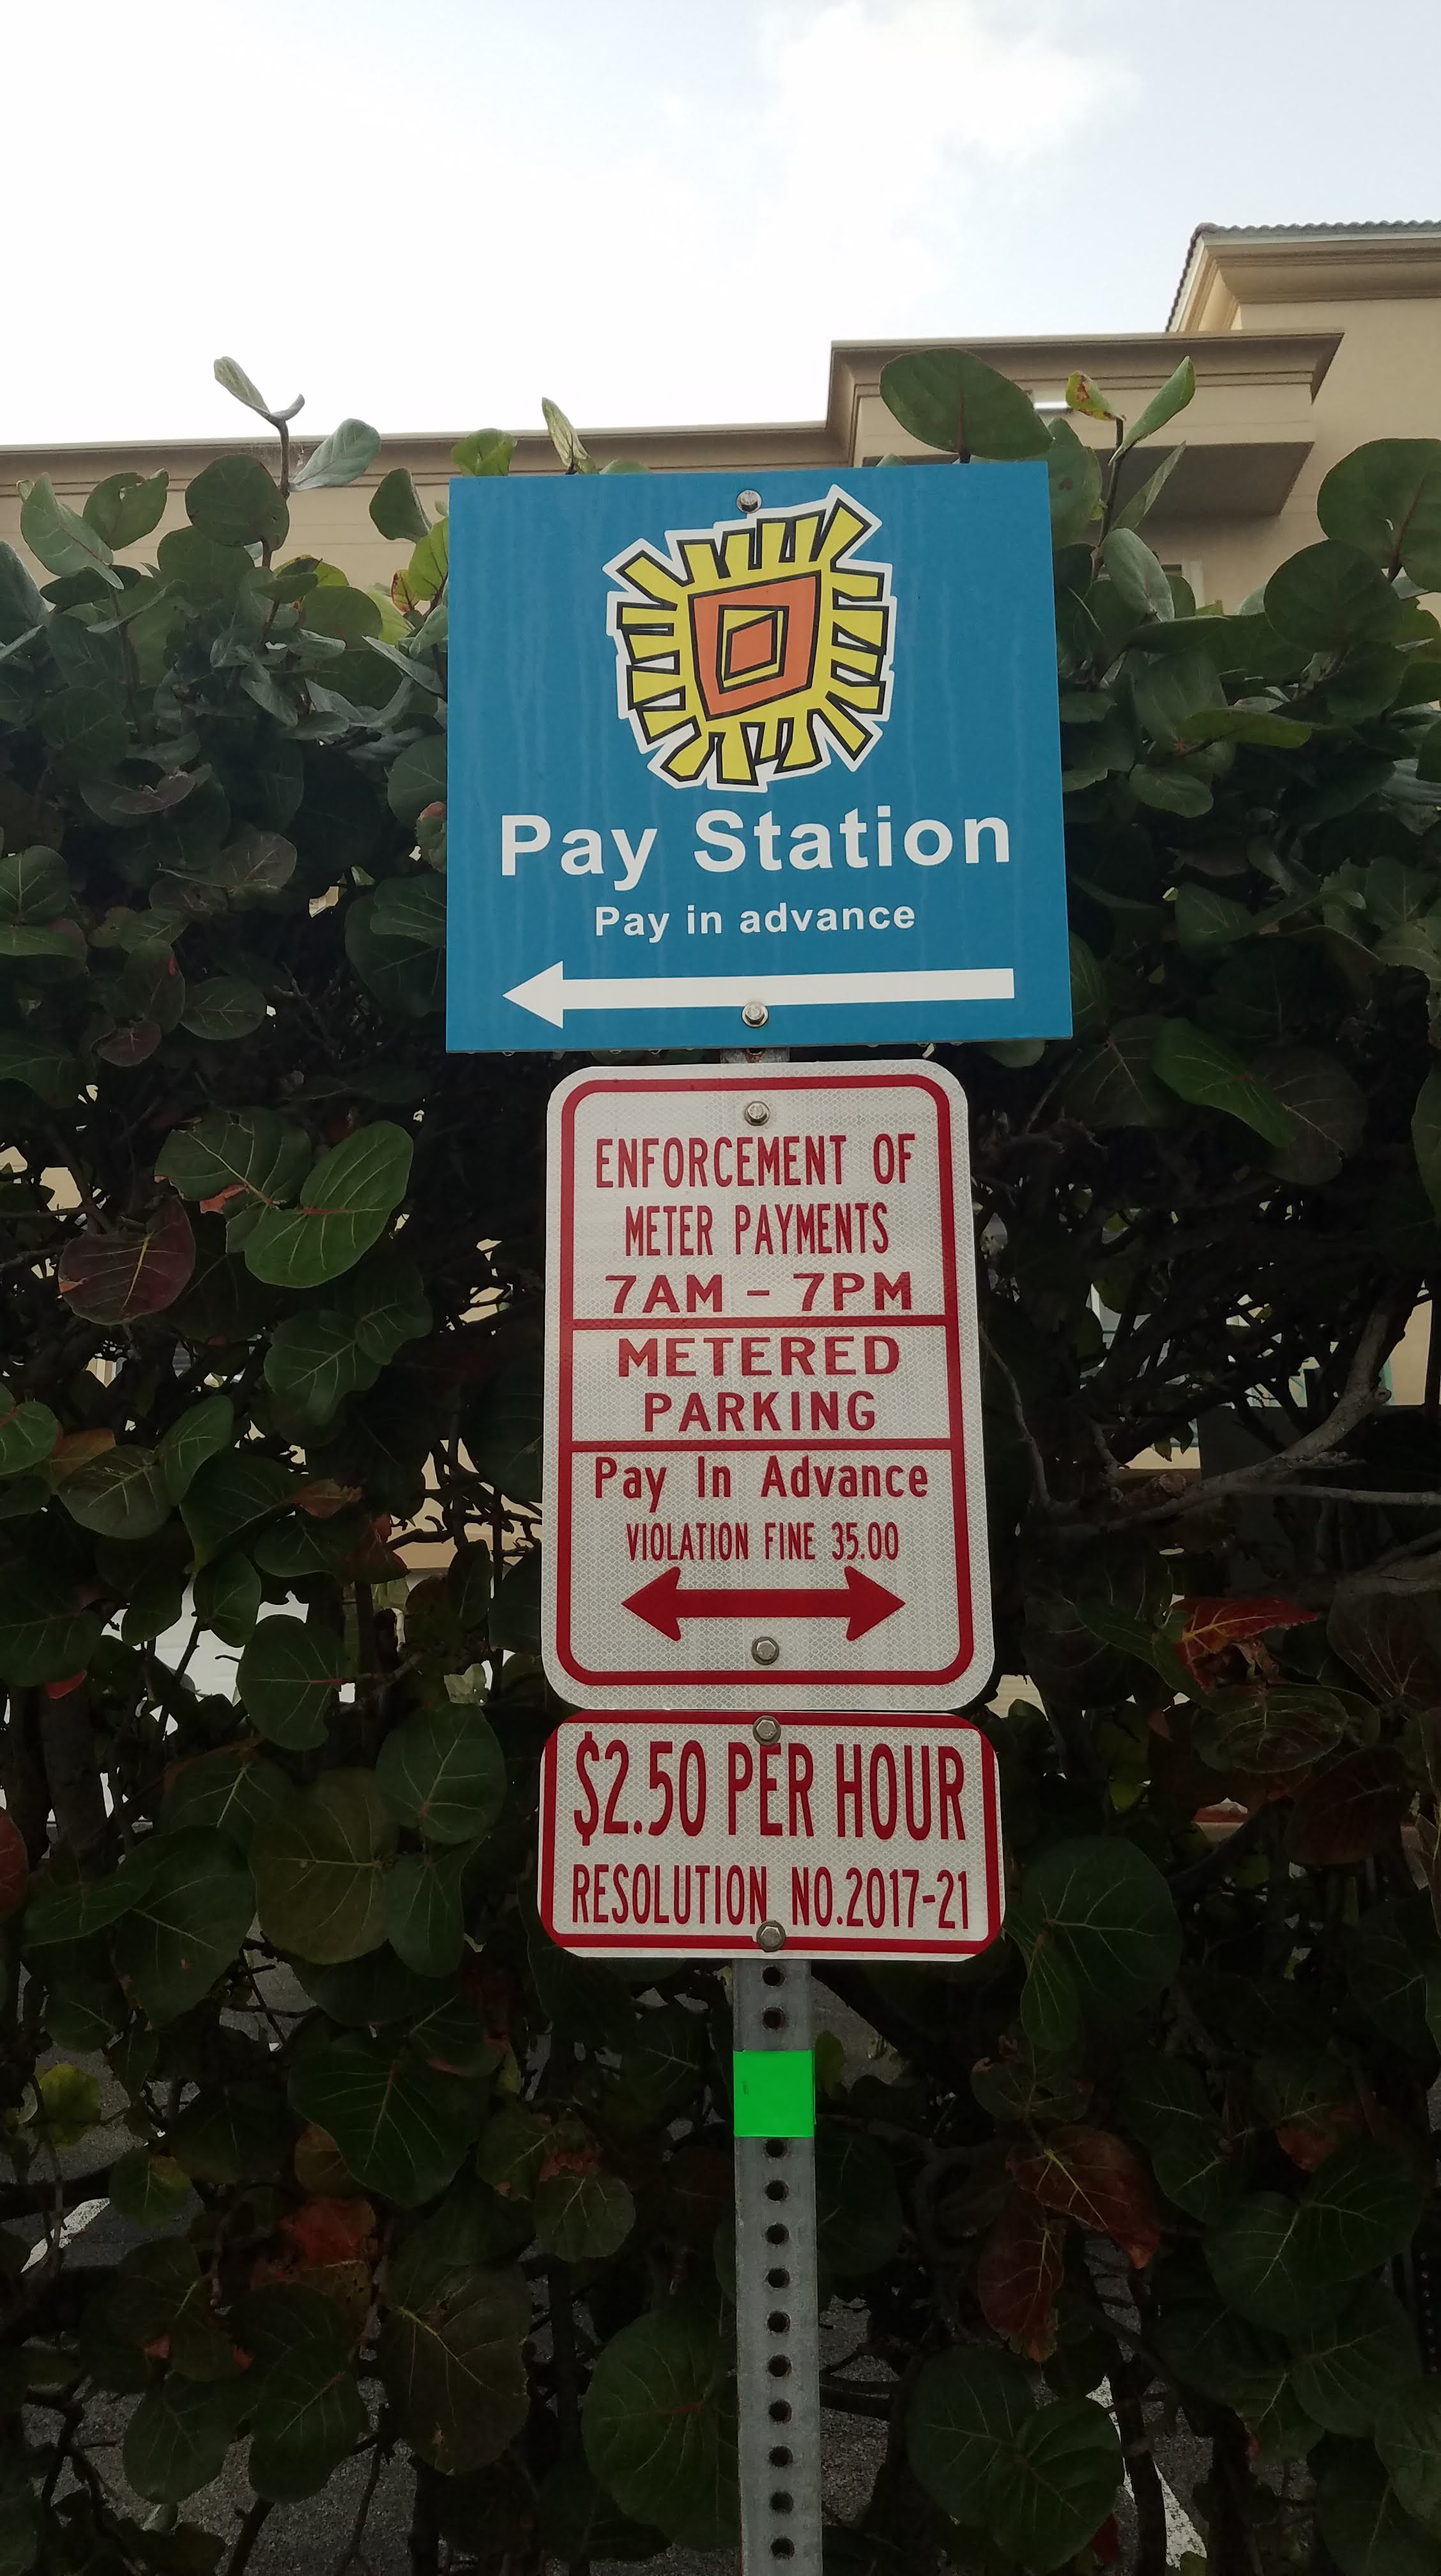 Pay Station
Pay in advance
ENFORCEMENT OF
METER PAYMENTS
7AM - 7PM
METERED
PARKING
Pay In Advance
VIOLATION FINE 35.00
$2.50 PER HOUR
RESOLUTION NO.2017-21